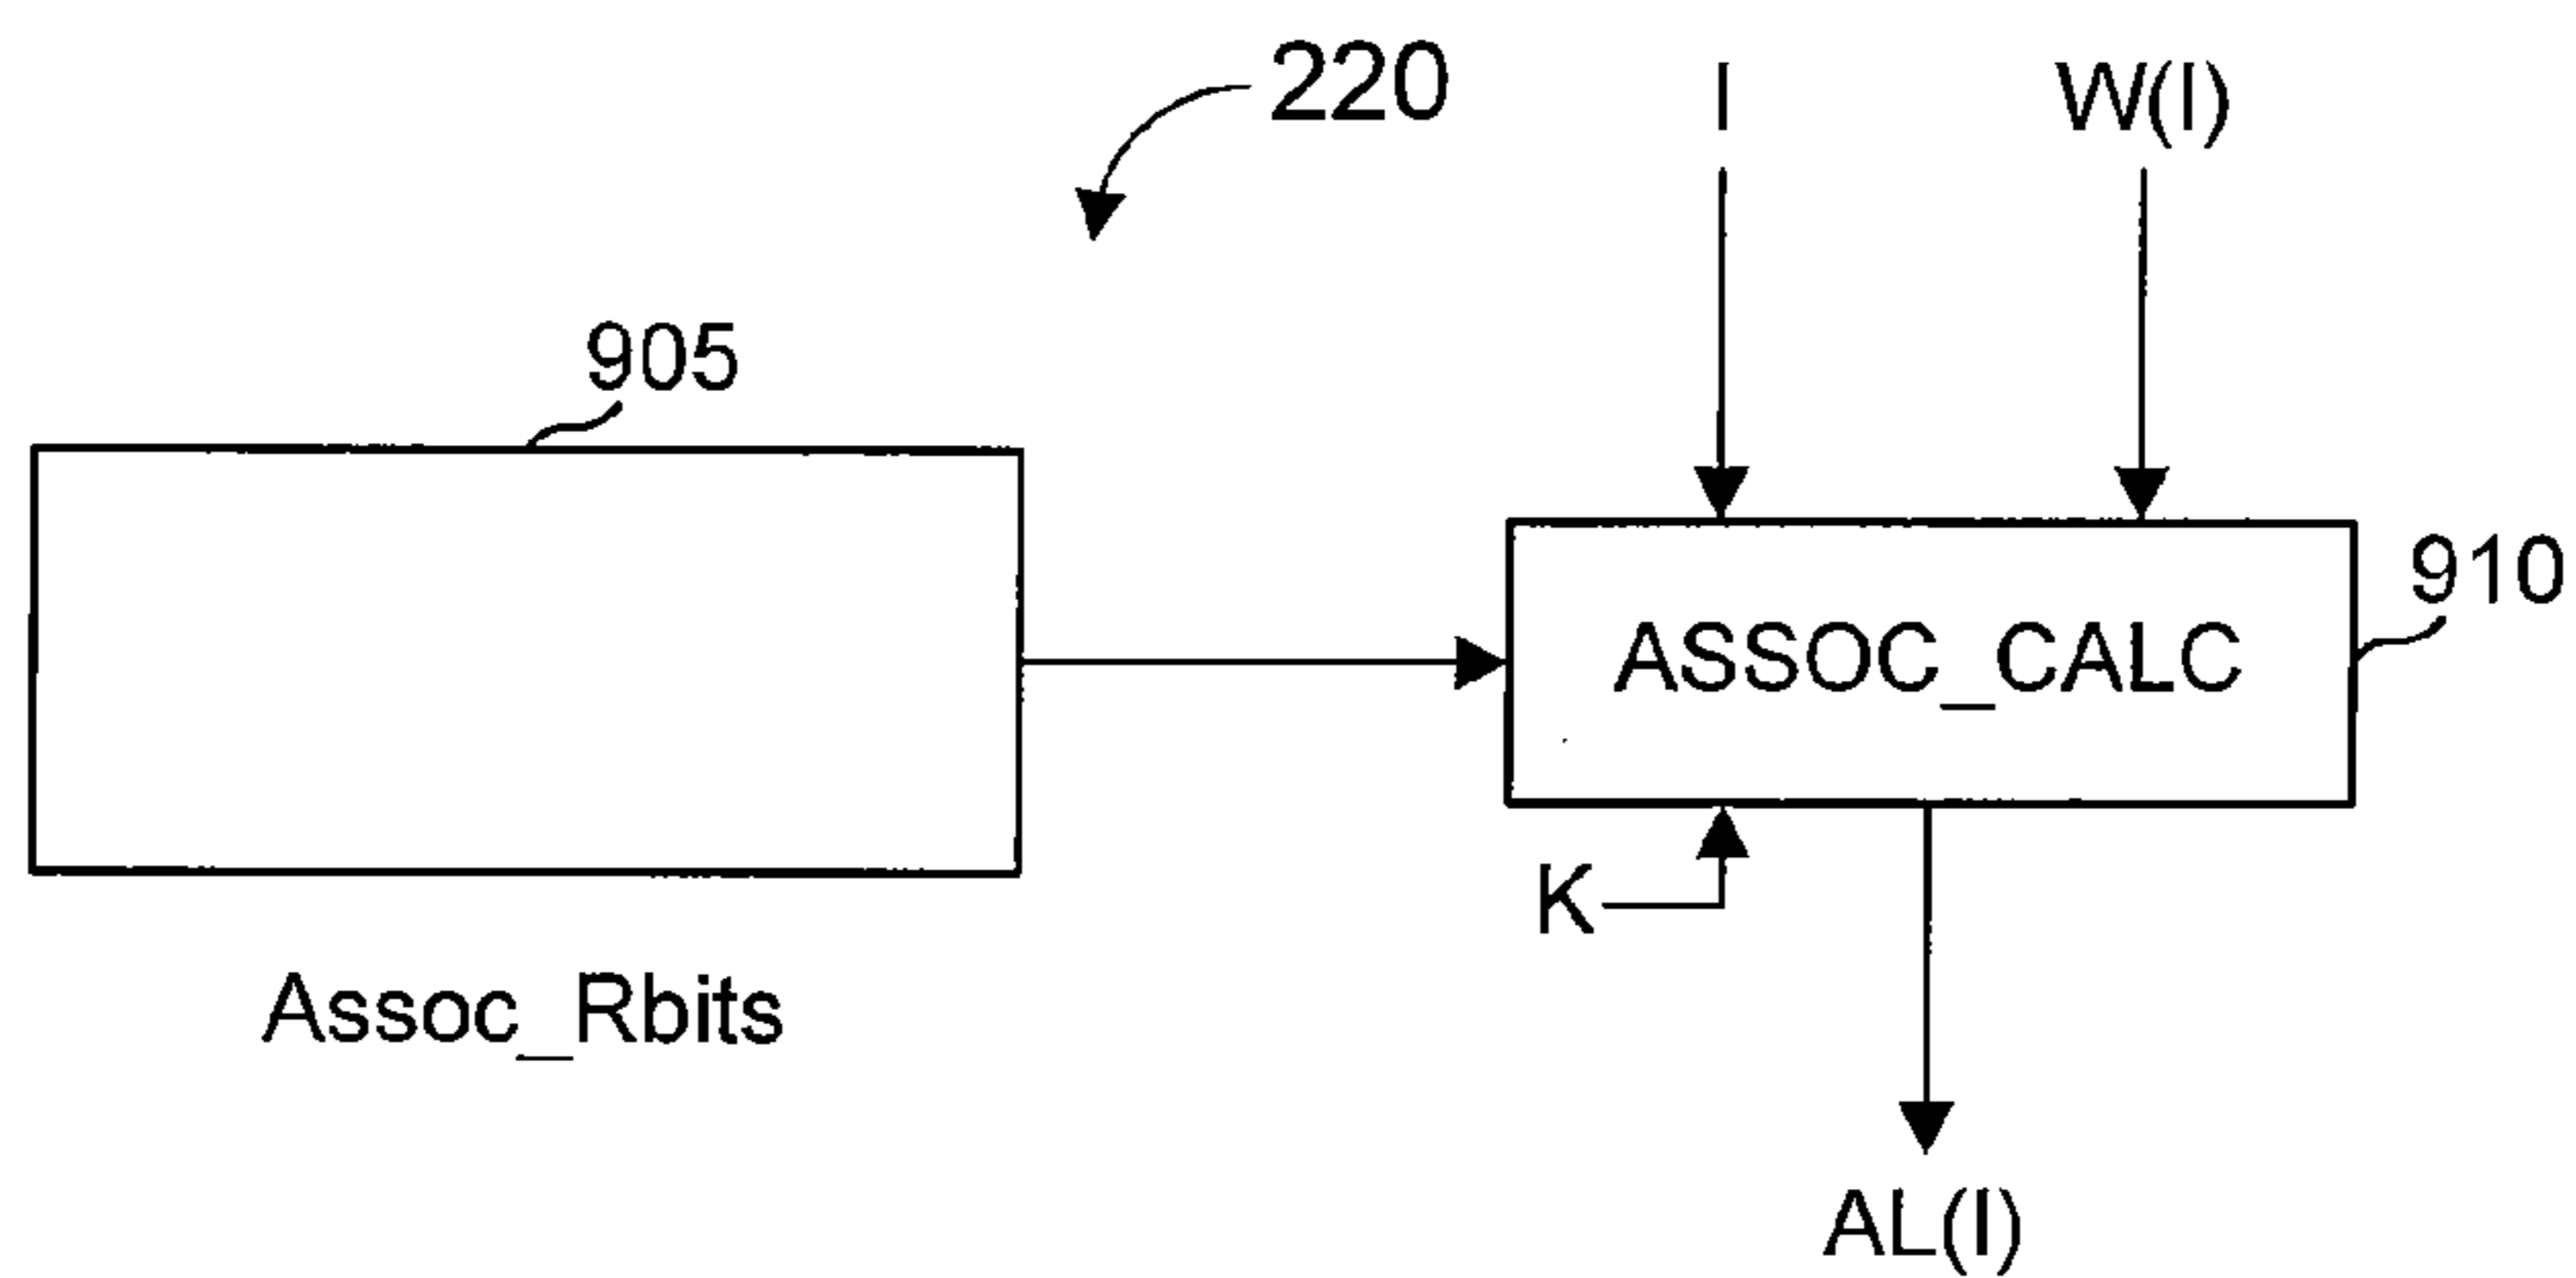 220
I
W(I)
905
910
ASSOC_CALC
K
Assoc_Rbits
AL(I)